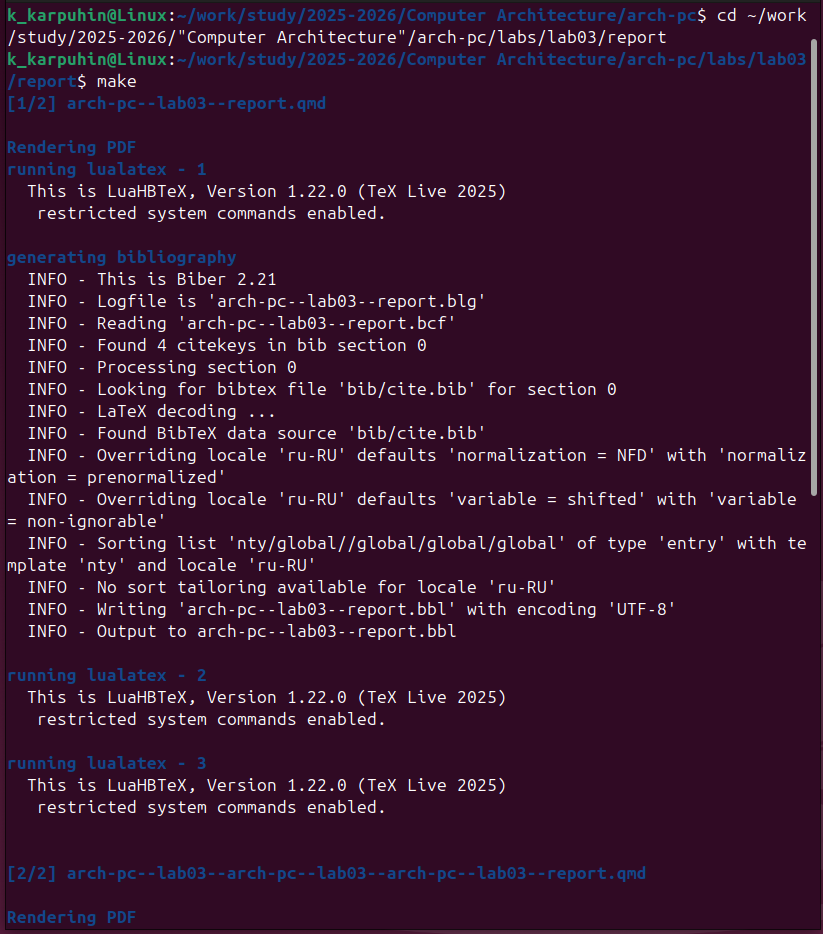 k_karpuhin@Linux:~/work/study/2025-2026/Computer Architecture/arch-pc$ cd ~/work
/study/2025-2026/"Computer Architecture"/arch-pc/labs/lab03/report
k_karpuhin@Linux:~/work/study/2025-2026/Computer Architecture/arch-pc/labs/lab03
/report$ make
[1/2] arch-pc--lab03--report.qmd
Rendering PDF
running lualatex - 1
  This is LuaHBTeX, Version 1.22.0 (TeX Live 2025)
   restricted system commands enabled.
generating bibliography
  INFO - This is Biber 2.21
  INFO - Logfile is 'arch-pc--lab03--report.blg'
  INFO - Reading 'arch-pc--lab03--report.bcf'
  INFO - Found 4 citekeys in bib section 0
  INFO - Processing section 0
  INFO - Looking for bibtex file 'bib/cite.bib' for section 0
  INFO - LaTeX decoding ...
  INFO - Found BibTeX data source 'bib/cite.bib'
  INFO - Overriding locale 'ru-RU' defaults 'normalization = NFD' with 'normaliz
ation = prenormalized'
  INFO - Overriding locale 'ru-RU' defaults 'variable = shifted' with 'variable 
= non-ignorable'
  INFO - Sorting list 'nty/global//global/global/global' of type 'entry' with te
mplate 'nty' and locale 'ru-RU'
  INFO - No sort tailoring available for locale 'ru-RU'
  INFO - Writing 'arch-pc--lab03--report.bbl' with encoding 'UTF-8'
  INFO - Output to arch-pc--lab03--report.bbl
running lualatex - 2
  This is LuaHBTeX, Version 1.22.0 (TeX Live 2025)
   restricted system commands enabled.
running lualatex - 3
  This is LuaHBTeX, Version 1.22.0 (TeX Live 2025)
   restricted system commands enabled.
[2/2] arch-pc--lab03--arch-pc--lab03--arch-pc--lab03--report.qmd
Rendering PDF